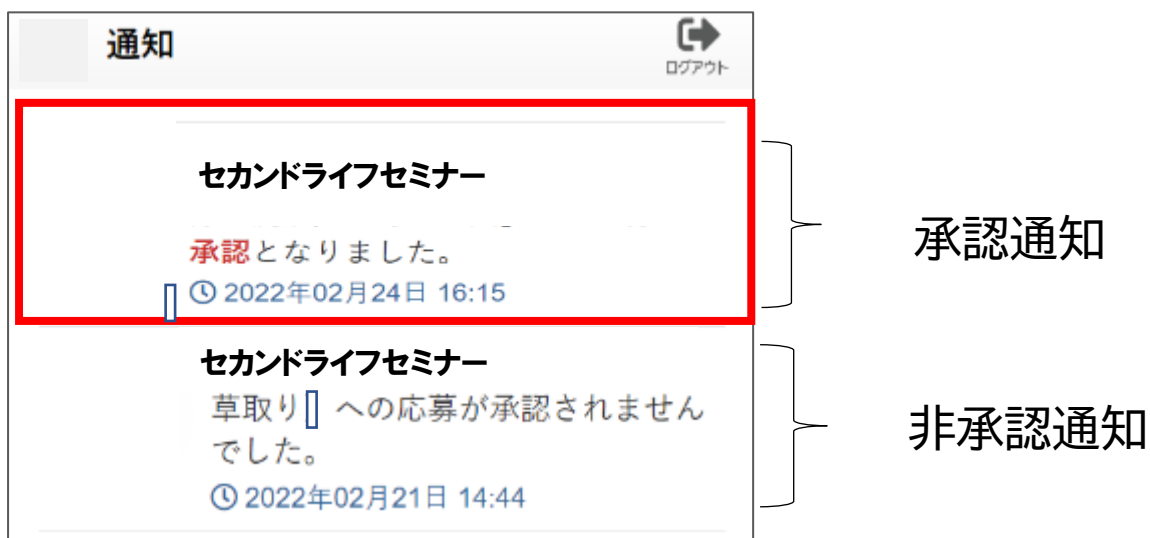 通知
ログアウト
セカンドライフセミナー
承認となりました。
2022年02月24日 16:15
承認通知
セカンドライフセミナー
草取り への応募が承認されません
でした。
2022年02月21日 14:44
非承認通知